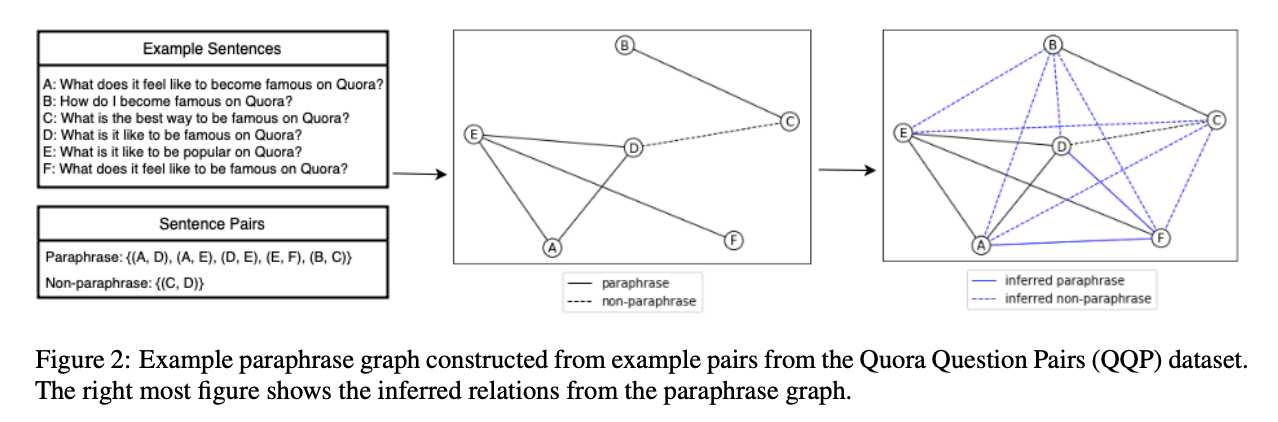 Example Sentences
A: What does it feel like to become famous on Quora?
B: How do I become famous on Quora?
C: What is the best way to be famous on Quora?
D: What is it like to be famous on Quora?
E: What is it like to be popular on Quora?
F: What does it feel like to be famous on Quora?
Sentence Pairs
Paraphrase: {(A, D), (A, E), (D, E), (E, F), (B, C)}
Non-paraphrase: {(C, D)}
B
C
E
D
F
A
paraphrase
non-paraphrase
B
C
E
D
F
A
inferred paraphrase
inferred non-paraphrase
Figure 2: Example paraphrase graph constructed from example pairs from the Quora Question Pairs (QQP) dataset.
The right most figure shows the inferred relations from the paraphrase graph.